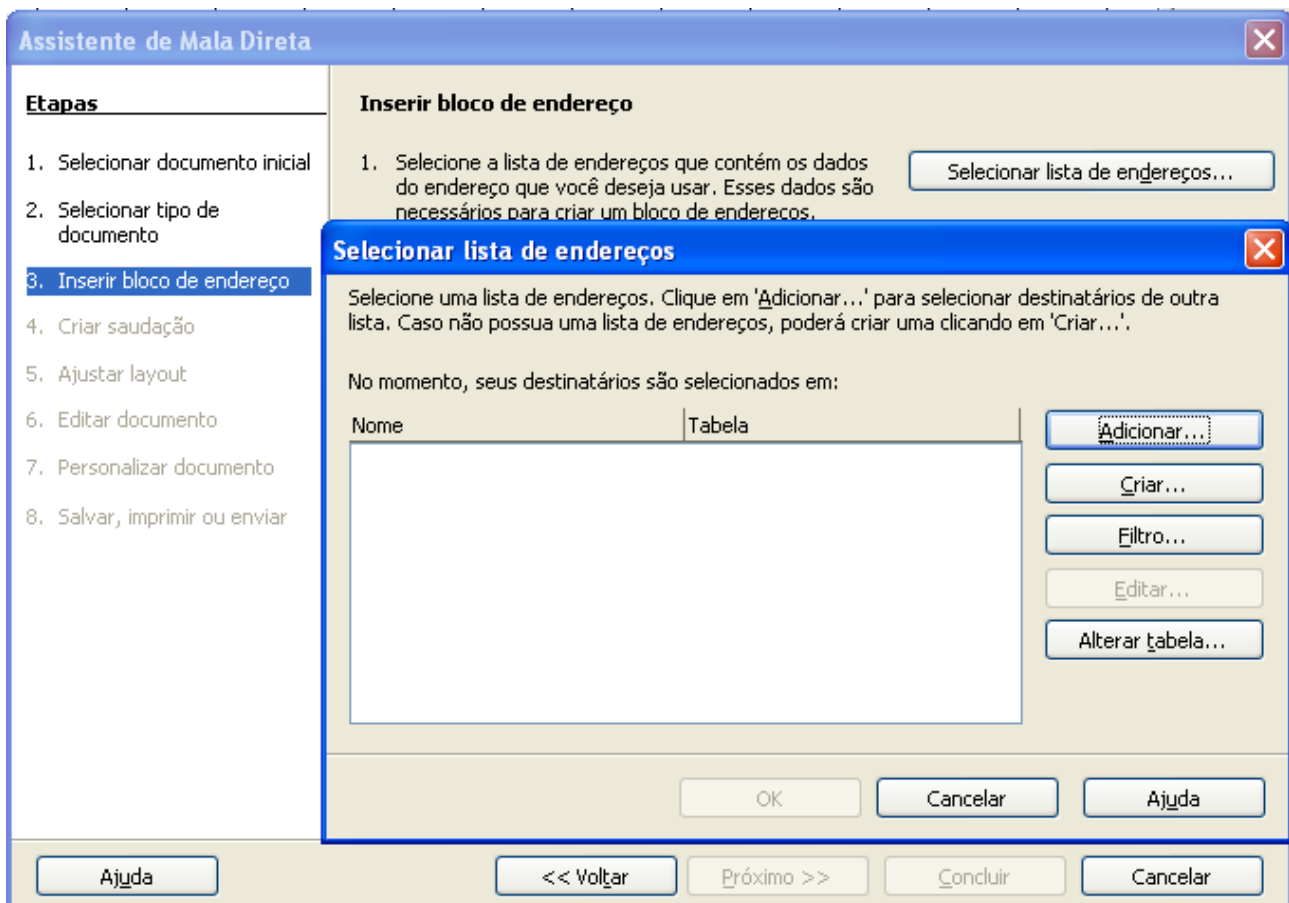 Assistente de Mala Direta
Etapas
1. Selecionar documento inicial
2. Selecionar tipo de
documento
3. Inserir bloco de endereço
4. Criar saudação
5. Ajustar layout
6. Editar documento
7. Personalizar documento
8. Salvar, imprimir ou enviar
Inserir bloco de endereço
1. Selecione a lista de endereços que contém os dados
do endereço que você deseja usar. Esses dados são
necessários para criar um bloco de endereços.
Selecionar lista de endereços...
Selecionar lista de endereços
Selecione uma lista de endereços. Clique em 'Adicionar...' para selecionar destinatários de outra
lista. Caso não possua uma lista de endereços, poderá criar uma clicando em 'Criar...'.
No momento, seus destinatários são selecionados em:
Nome Tabela
Adicionar...
Criar...
Filtro...
Editar...
Alterar tabela...
OK Cancelar Ajuda
Ajuda << Voltar Próximo >> Concluir Cancelar